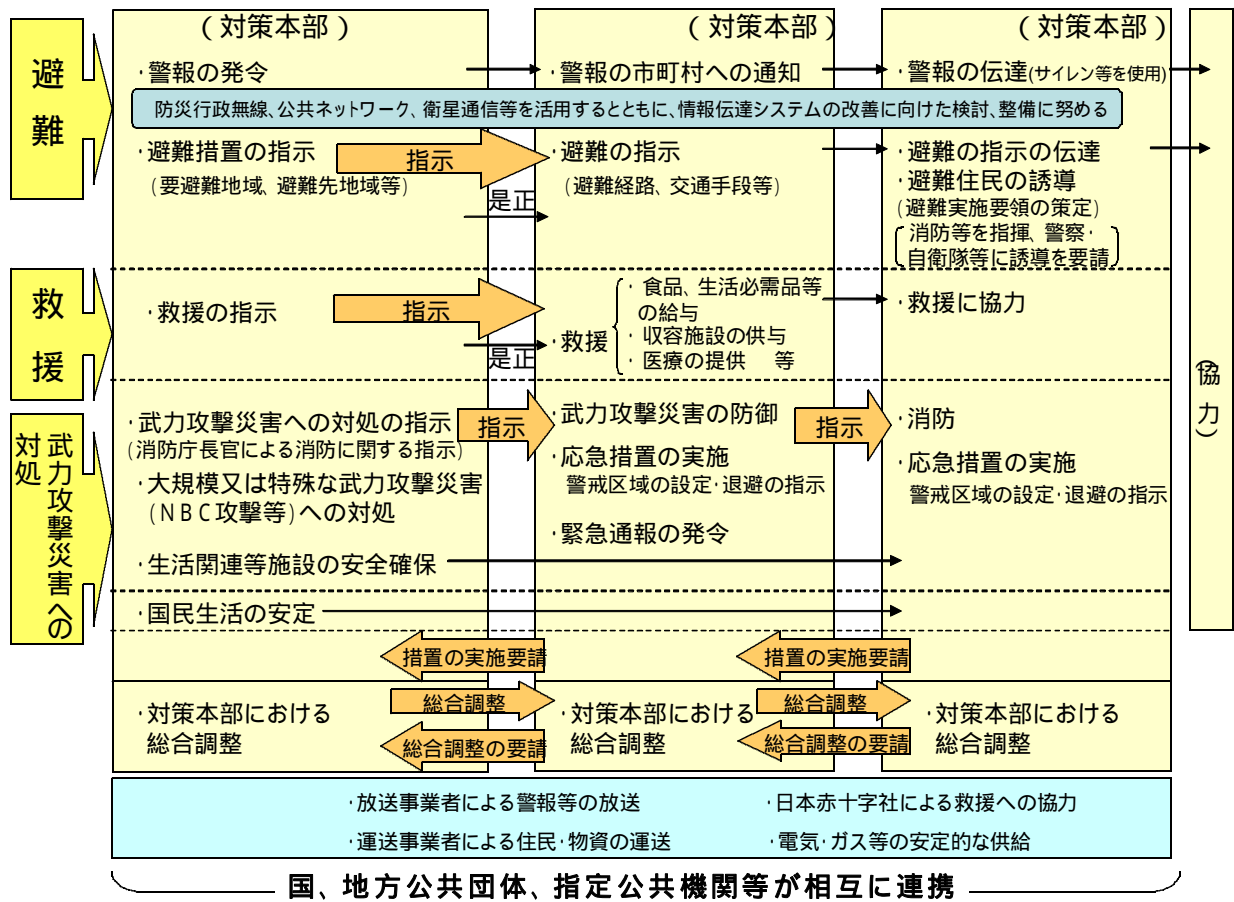 避難
(対策本部)
・警報の発令
・避難措置の指示
(要避難地域、避難先地域等)
指示
是正
(対策本部)
・警報の市町村への通知
・避難の指示
(避難経路、交通手段等)
(対策本部)
・警報の伝達(サイレン等を使用)
・避難の指示の伝達
・避難住民の誘導
(避難実施要領の策定)
消防等を指揮、警察・
自衛隊等に誘導を要請
防災行政無線、公共ネットワーク、衛星通信等を活用するとともに、情報伝達システムの改善に向けた検討、整備に努める
救援
・救援の指示
指示
是正
・救援
・食品、生活必需品等
の給与
・収容施設の供与
・医療の提供 等
・救援に協力
武力攻撃災害への
対処
・武力攻撃災害への対処の指示
(消防庁長官による消防に関する指示)
・大規模又は特殊な武力攻撃災害
(NBC攻撃等)への対処
・生活関連等施設の安全確保
指示
・武力攻撃災害の防御
・応急措置の実施
警戒区域の設定・退避の指示
・緊急通報の発令
指示
・消防
・応急措置の実施
警戒区域の設定・退避の指示
・国民生活の安定
(協力)
措置の実施要請
措置の実施要請
・対策本部における
総合調整
総合調整
総合調整の要請
・対策本部における
総合調整
総合調整
総合調整の要請
・対策本部における
総合調整
・放送事業者による警報等の放送
・日本赤十字社による救援への協力
・運送事業者による住民・物資の運送
・電気・ガス等の安定的な供給
国、地方公共団体、指定公共機関等が相互に連携